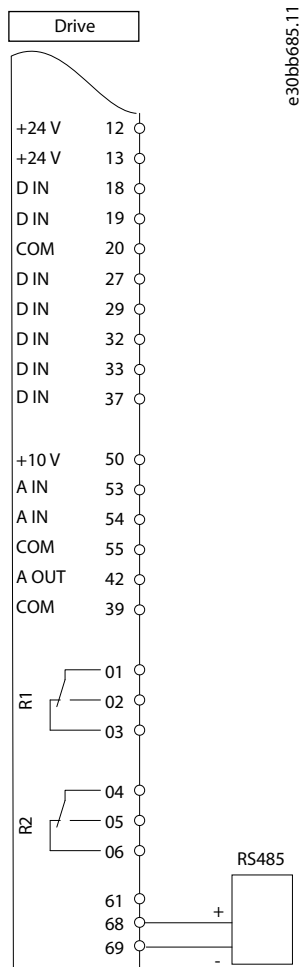 Drive
e30bb685.11
+24 V 12
+24 V 13
D IN 18
D IN 19
COM 20
D IN 27
D IN 29
D IN 32
D IN 33
D IN 37
+10 V 50
A IN 53
A IN 54
COM 55
A OUT 42
COM 39
R1
01
02
03
R2
04
05
06
RS485
61
68 +
69 -